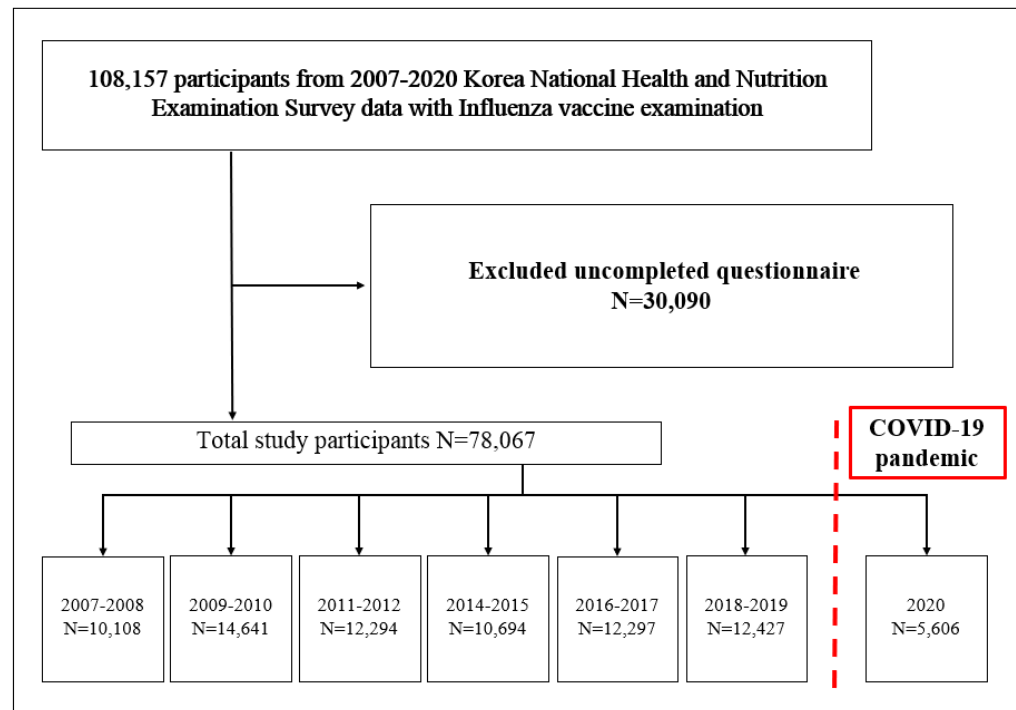 108,157 participants from 2007-2020 Korea National Health and Nutrition
Examination Survey data with Influenza vaccine examination
Excluded uncompleted questionnaire
N=30,090
Total study participants N=78,067
COVID-19
pandemic
2007-2008
N=10,108
2009-2010
N=14,641
2011-2012
N=12,294
2014-2015
N=10,694
2016-2017
N=12,297
2018-2019
N=12,427
2020
N=5,606